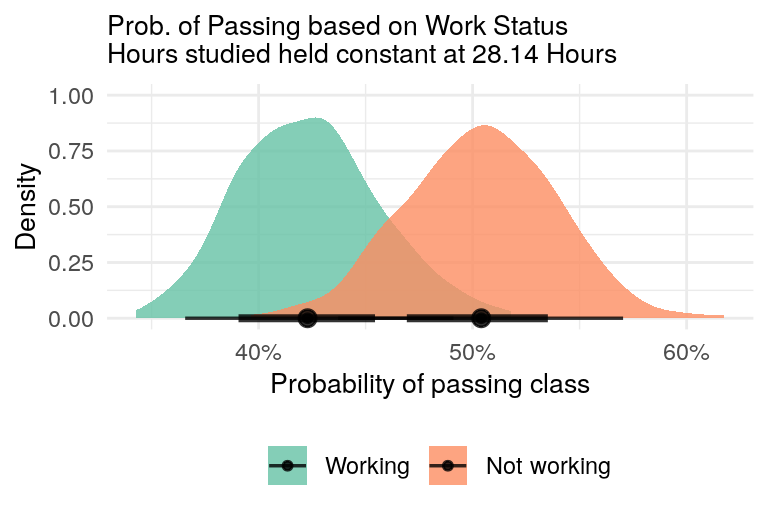 Prob. of Passing based on Work Status
Hours studied held constant at 28.14 Hours
1.00
0.75
0.50
0.25
0.00
Density
40% 50% 60%
Probability of passing class
Working Not working